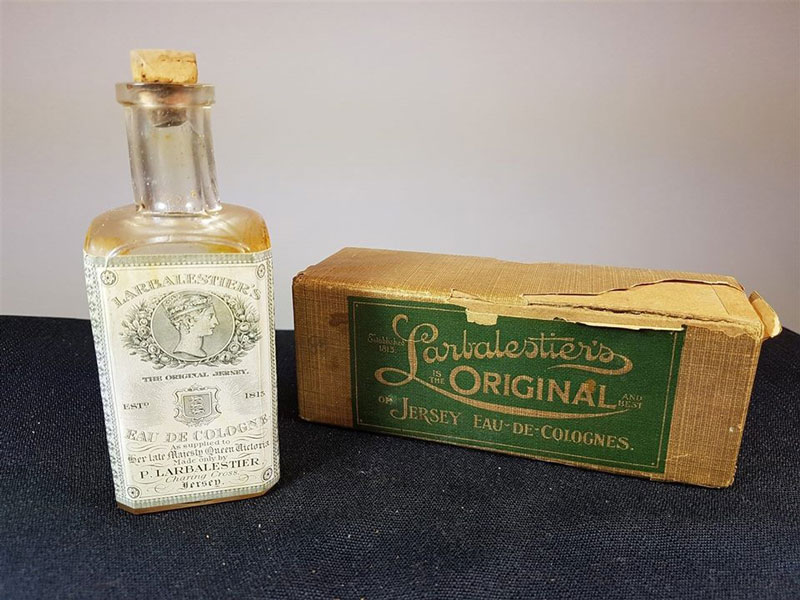 LARBALESTIER'S
THE ORIGINAL JERSEY.
ESTD 1815
EAU DE COLOGNE
As supplied to
Her late Majesty Queen Victoria
Made only by
P. LARBALESTIER
Charing Cross
Jersey.
Established 1815.
Larbalestier's
IS THE ORIGINAL AND BEST
OF JERSEY EAU-DE-COLOGNES.